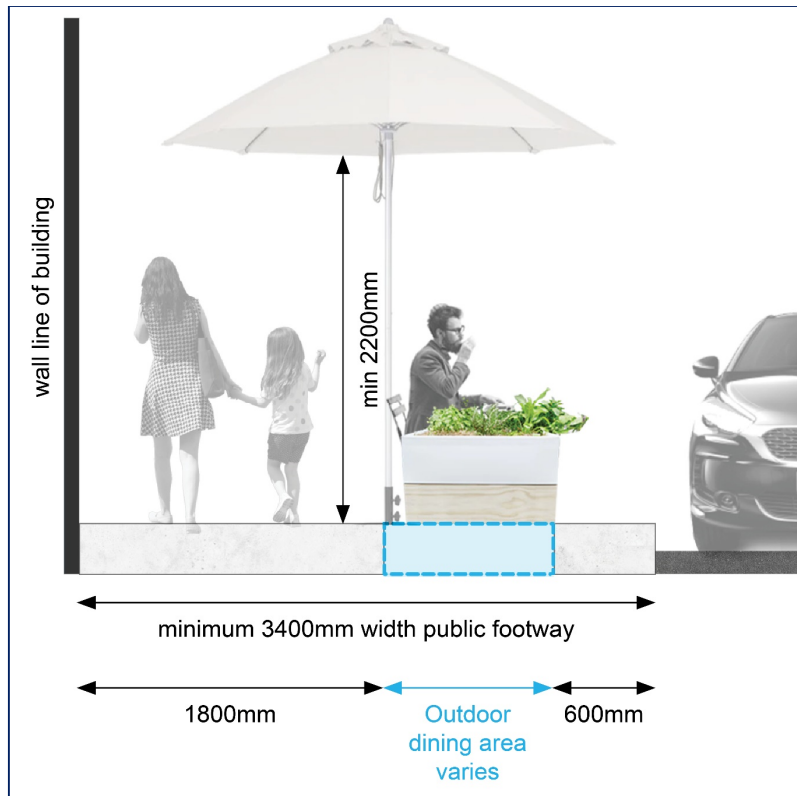 wall line of building
min 2200mm
minimum 3400mm width public footway
1800mm
Outdoor
dining area
varies
600mm